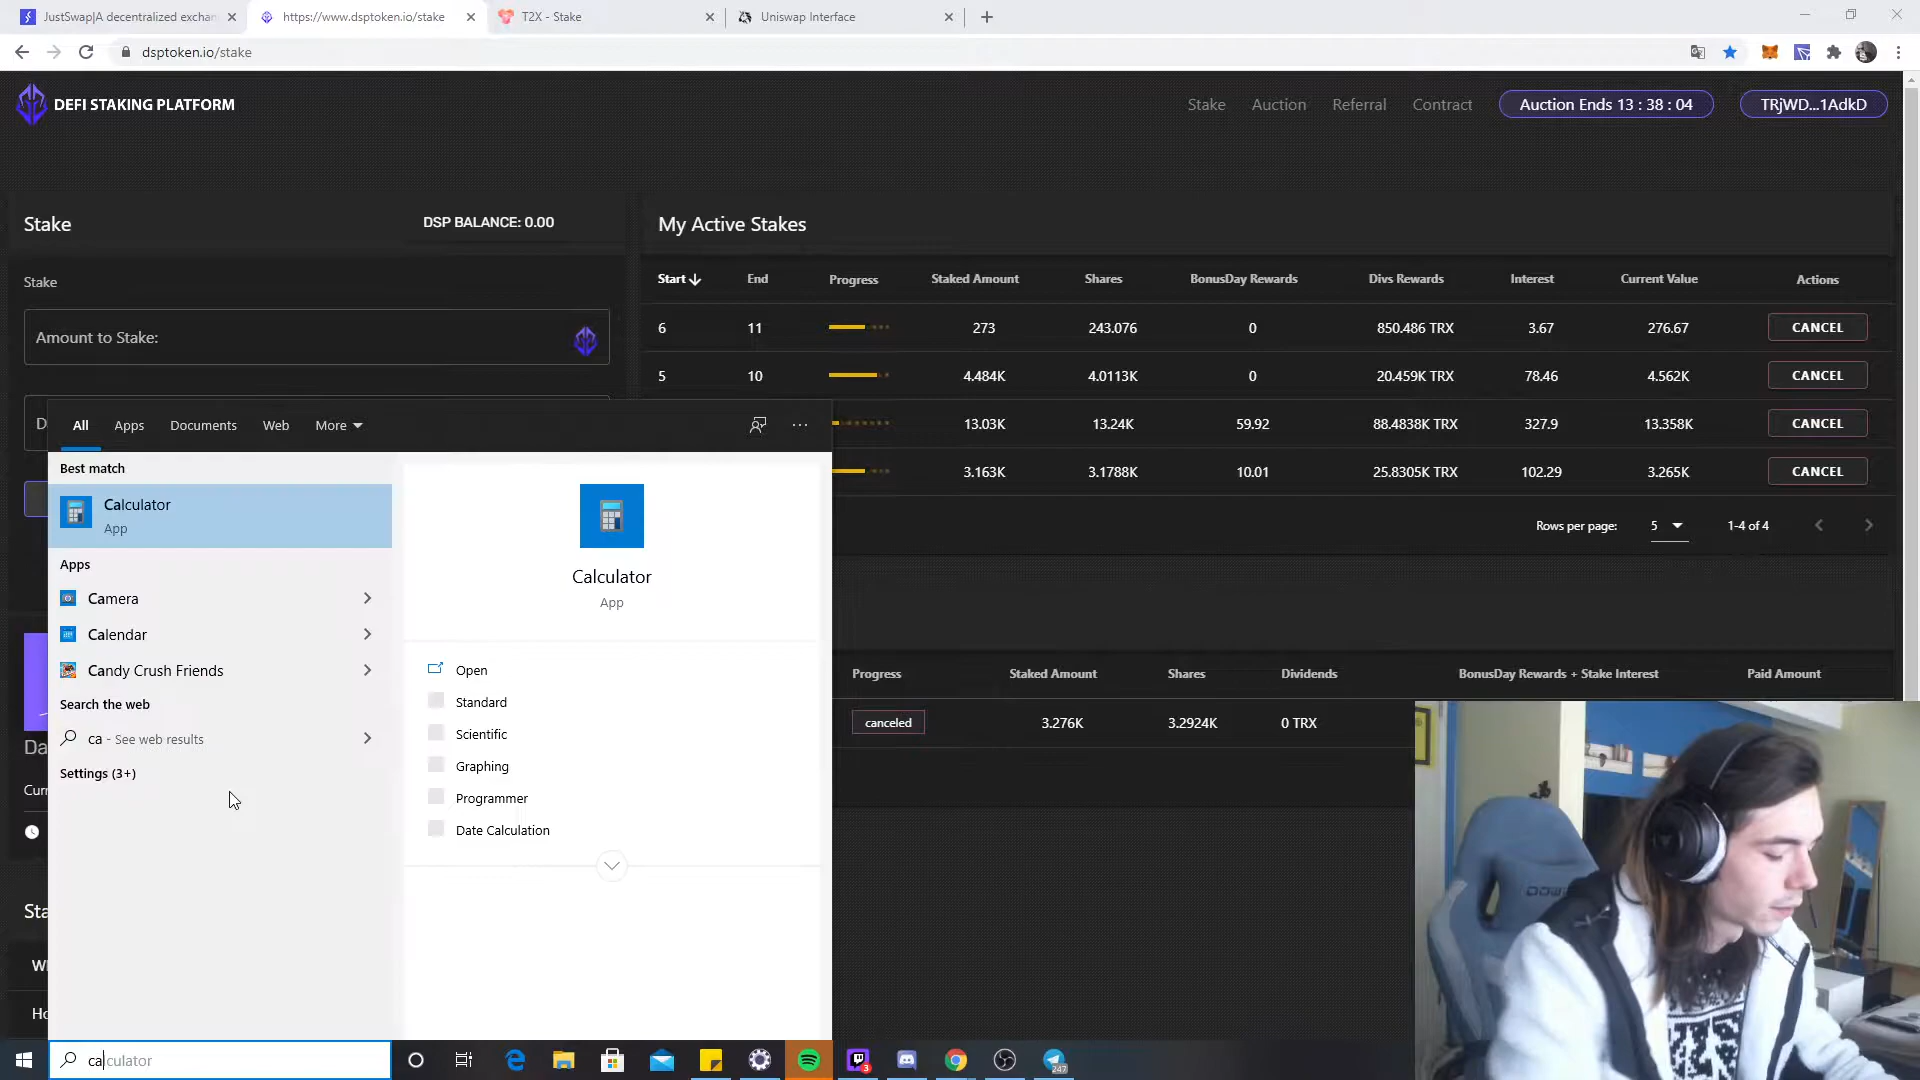 JustSwap|A decentralized exchan
https://www.dsptoken.io/stake
T2X - Stake
Uniswap Interface
dsptoken.io/stake
DEFI STAKING PLATFORM
Stake
Auction
Referral
Contract
Auction Ends 13 : 38 : 04
TRjWD...1AdkD
Stake
DSP BALANCE: 0.00
My Active Stakes
Stake
Amount to Stake:
Start
End
Progress
Staked Amount
Shares
BonusDay Rewards
Divs Rewards
Interest
Current Value
Actions
6
11
273
243.076
0
850.486 TRX
3.67
276.67
CANCEL
5
10
4.484K
4.0113K
0
20.459K TRX
78.46
4.562K
CANCEL
13.03K
13.24K
59.92
88.4838K TRX
327.9
13.358K
CANCEL
3.163K
3.1788K
10.01
25.8305K TRX
102.29
3.265K
CANCEL
Rows per page:
5
1-4 of 4
D
All
Apps
Documents
Web
More
Best match
Calculator
App
Apps
Camera
Calendar
Candy Crush Friends
Search the web
ca - See web results
Settings (3+)
Calculator
App
Open
Standard
Scientific
Graphing
Programmer
Date Calculation
Progress
Staked Amount
Shares
Dividends
BonusDay Rewards + Stake Interest
Paid Amount
canceled
3.276K
3.2924K
0 TRX
Da
Curr
Sta
W
Ho
calculator
3
247